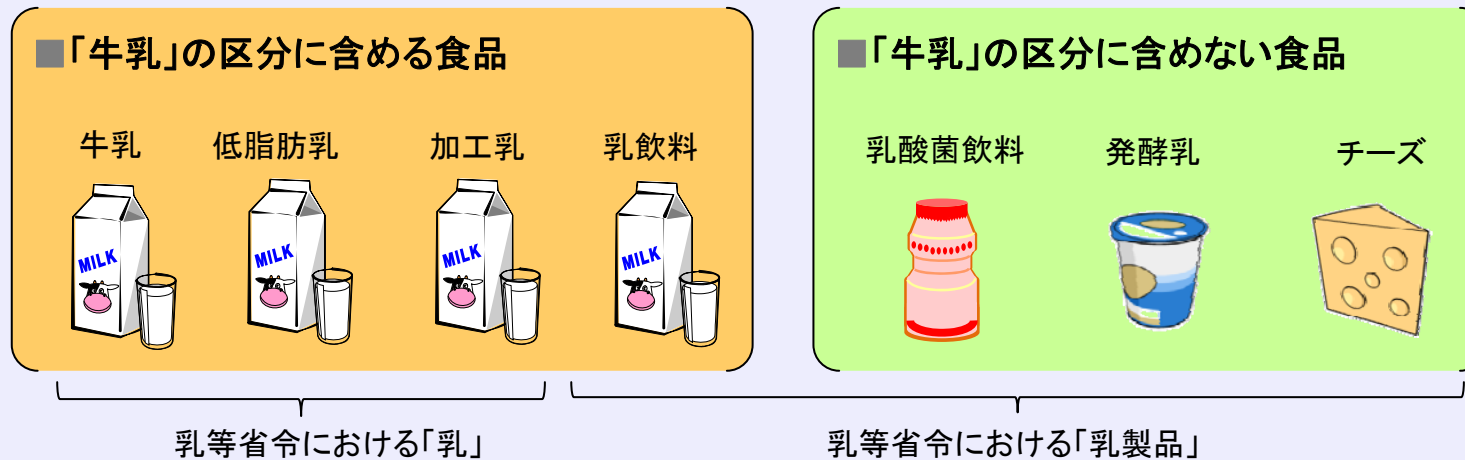 ■「牛乳」の区分に含める食品
牛乳 低脂肪乳 加工乳 乳飲料
MILK MILK MILK MILK
■「牛乳」の区分に含めない食品
乳酸菌飲料 発酵乳 チーズ
乳等省令における「乳」
乳等省令における「乳製品」